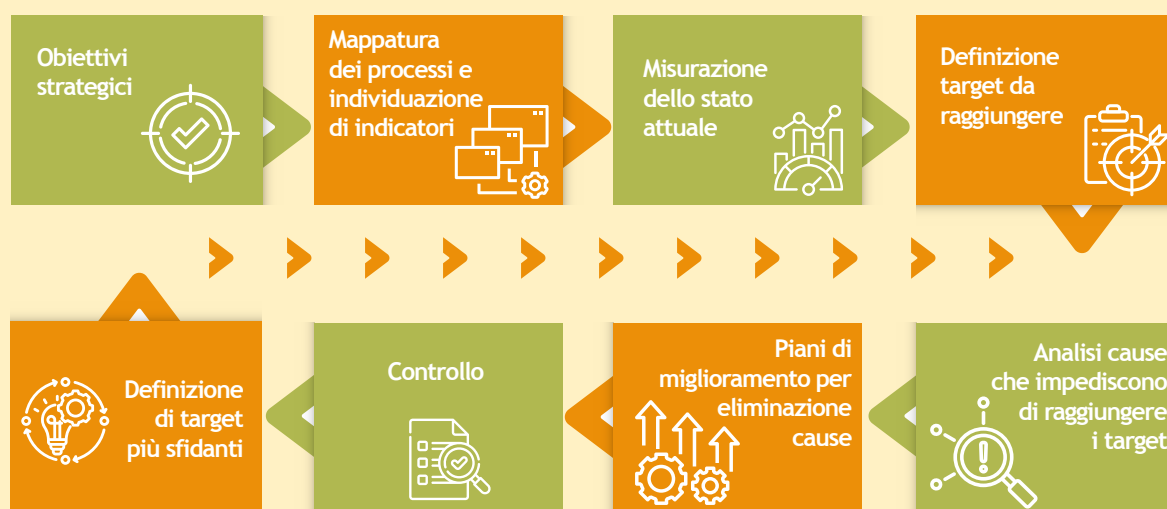 Obiettivi
strategici
Mappatura
dei processi e
individuazione
di indicatori
Misurazione
dello stato
attuale
Definizione
target da
raggiungere
Analisi cause
che impediscono
di raggiungere
i target
Piani di
miglioramento per
eliminazione
cause
Controllo
Definizione
di target
più sfidanti